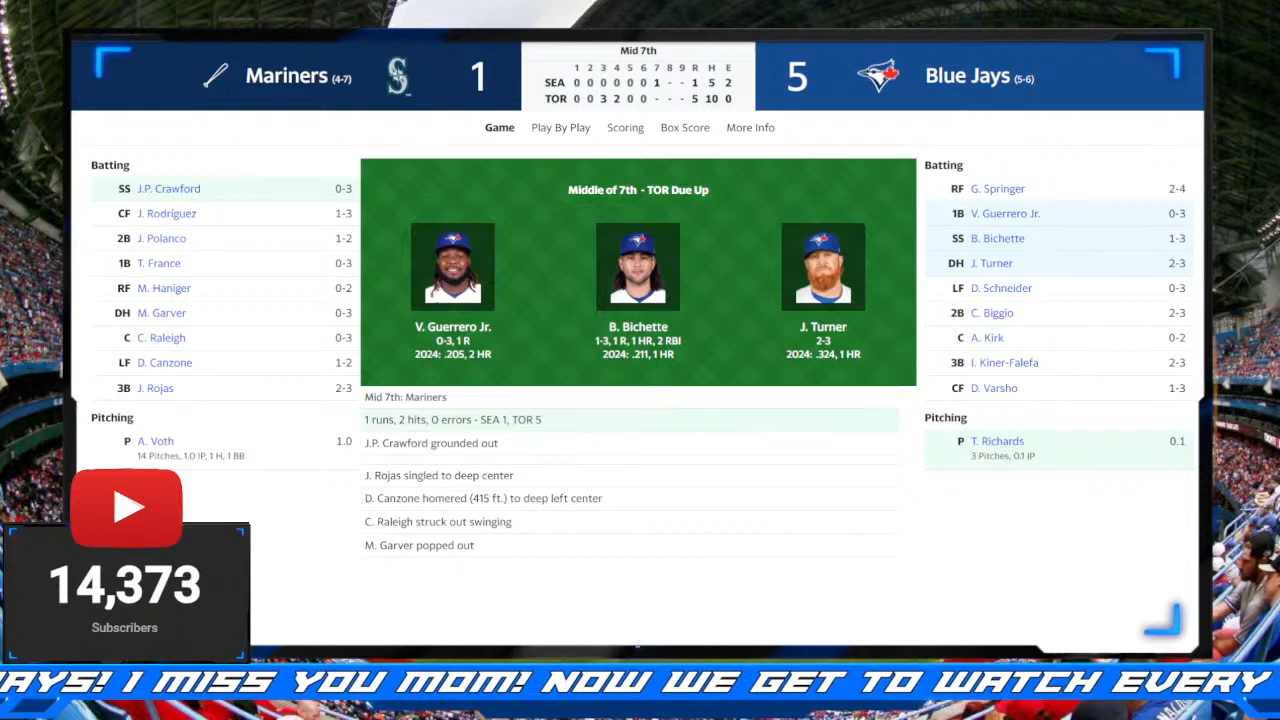 Mariners (4-7)
1
Mid 7th
1 2 3 4 5 6 7 8 9 R H E
SEA 0 0 0 0 0 0 1 - - 1 5 2
TOR 0 0 3 2 0 0 - - - 5 10 0
5
Blue Jays (5-6)
Game Play By Play Scoring Box Score More Info
Batting
SS J.P. Crawford 0-3
CF J. Rodríguez 1-3
2B J. Polanco 1-2
1B T. France 0-3
RF M. Haniger 0-2
DH M. Garver 0-3
C C. Raleigh 0-3
LF D. Canzone 1-2
3B J. Rojas 2-3
Pitching
P A. Voth 1.0
14 Pitches, 1.0 IP, 1 H, 1 BB
Middle of 7th - TOR Due Up
V. Guerrero Jr.
0-3, 1 R
2024: .205, 2 HR
B. Bichette
1-3, 1 R, 1 HR, 2 RBI
2024: .211, 1 HR
J. Turner
2-3
2024: .324, 1 HR
Mid 7th: Mariners
1 runs, 2 hits, 0 errors - SEA 1, TOR 5
J.P. Crawford grounded out
J. Rojas singled to deep center
D. Canzone homered (415 ft.) to deep left center
C. Raleigh struck out swinging
M. Garver popped out
Batting
RF G. Springer 2-4
1B V. Guerrero Jr. 0-3
SS B. Bichette 1-3
DH J. Turner 2-3
LF D. Schneider 0-3
2B C. Biggio 2-3
C A. Kirk 0-2
3B I. Kiner-Falefa 2-3
CF D. Varsho 1-3
Pitching
P T. Richards 0.1
3 Pitches, 0.1 IP
14,373
Subscribers
JAYS! I MISS YOU MOM! NOW WE GET TO WATCH EVERY